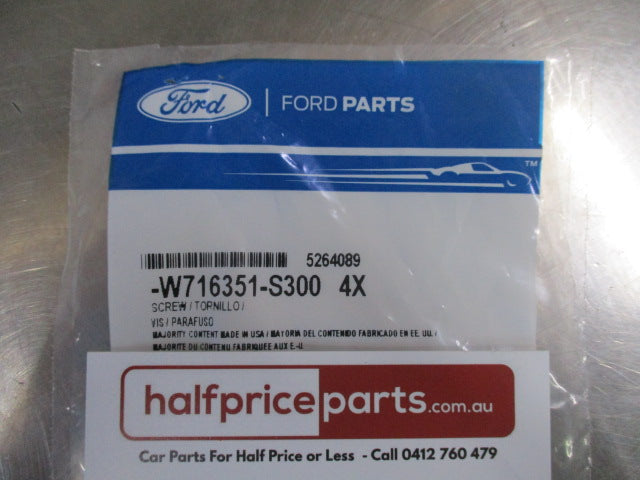 Ford | FORD PARTS
TM
5264089
-W716351-S300 4X
SCREW / TORNILLO /
VIS / PARAFUSO
MAJORITY CONTENT MADE IN USA / MAYORIA DEL CONTENIDO FABRICADO EN EE. UU. /
MAJORITE DU CONTENU FABRIQUEE AUX E.-U.
halfpriceparts.com.au
Car Parts For Half Price or Less - Call 0412 760 479